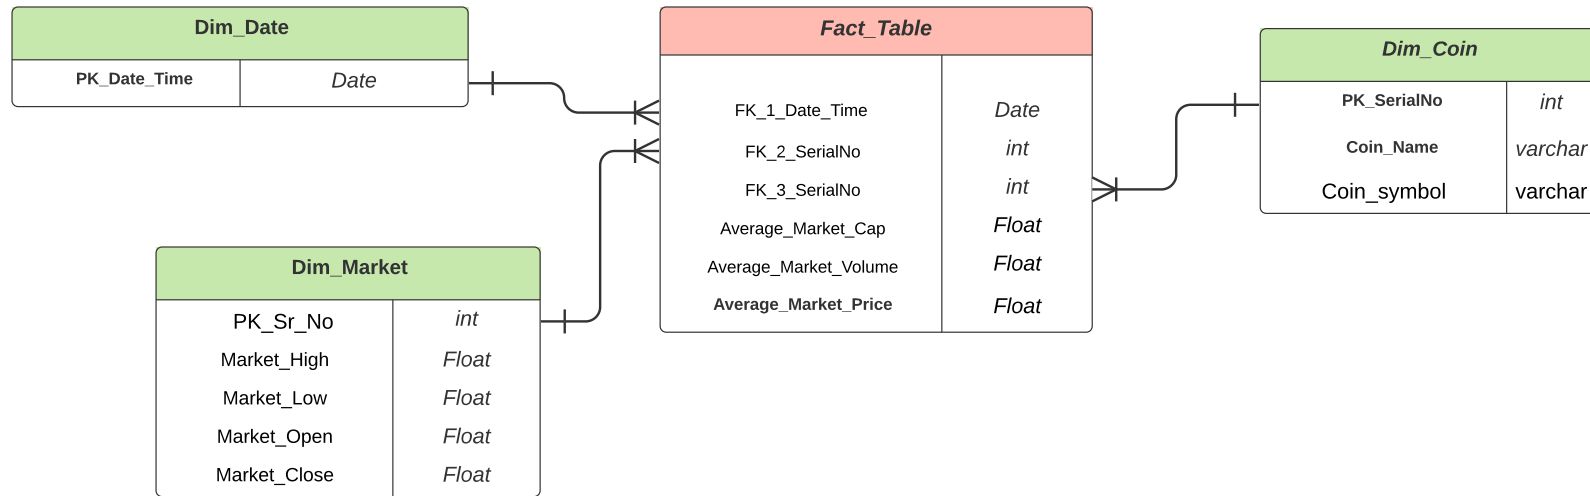 Dim_Date
PK_Date_Time Date
Fact_Table
FK_1_Date_Time Date
FK_2_SerialNo int
FK_3_SerialNo int
Average_Market_Cap Float
Average_Market_Volume Float
Average_Market_Price Float
Dim_Coin
PK_SerialNo int
Coin_Name varchar
Coin_symbol varchar
Dim_Market
PK_Sr_No int
Market_High Float
Market_Low Float
Market_Open Float
Market_Close Float